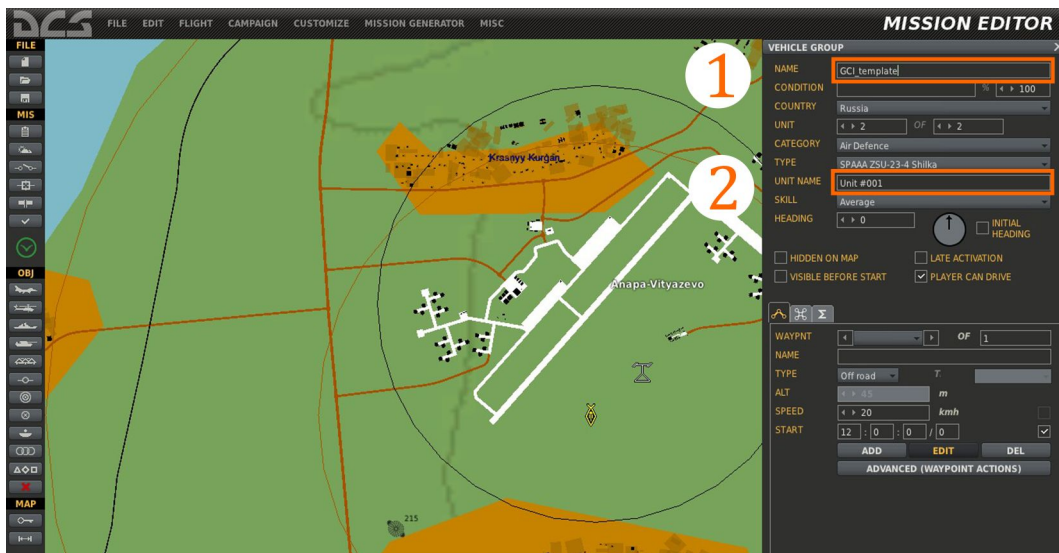 DCS FILE EDIT FLIGHT CAMPAIGN CUSTOMIZE MISSION GENERATOR MISC MISSION EDITOR
FILE
MIS
OBJ
MAP
1
2
Krasnyy Kurgan
Anapa-Vityazevo
215
VEHICLE GROUP X
NAME GCI_template
CONDITION % 100
COUNTRY Russia
UNIT 2 OF 2
CATEGORY Air Defence
TYPE SPAAA ZSU-23-4 Shilka
UNIT NAME Unit #001
SKILL Average
HEADING 0 INITIAL HEADING
HIDDEN ON MAP LATE ACTIVATION
VISIBLE BEFORE START PLAYER CAN DRIVE
Σ
WAYPNT OF 1
NAME
TYPE Off road T.
ALT 45 m
SPEED 20 kmh
START 12 : 0 : 0 / 0
ADD EDIT DEL
ADVANCED (WAYPOINT ACTIONS)